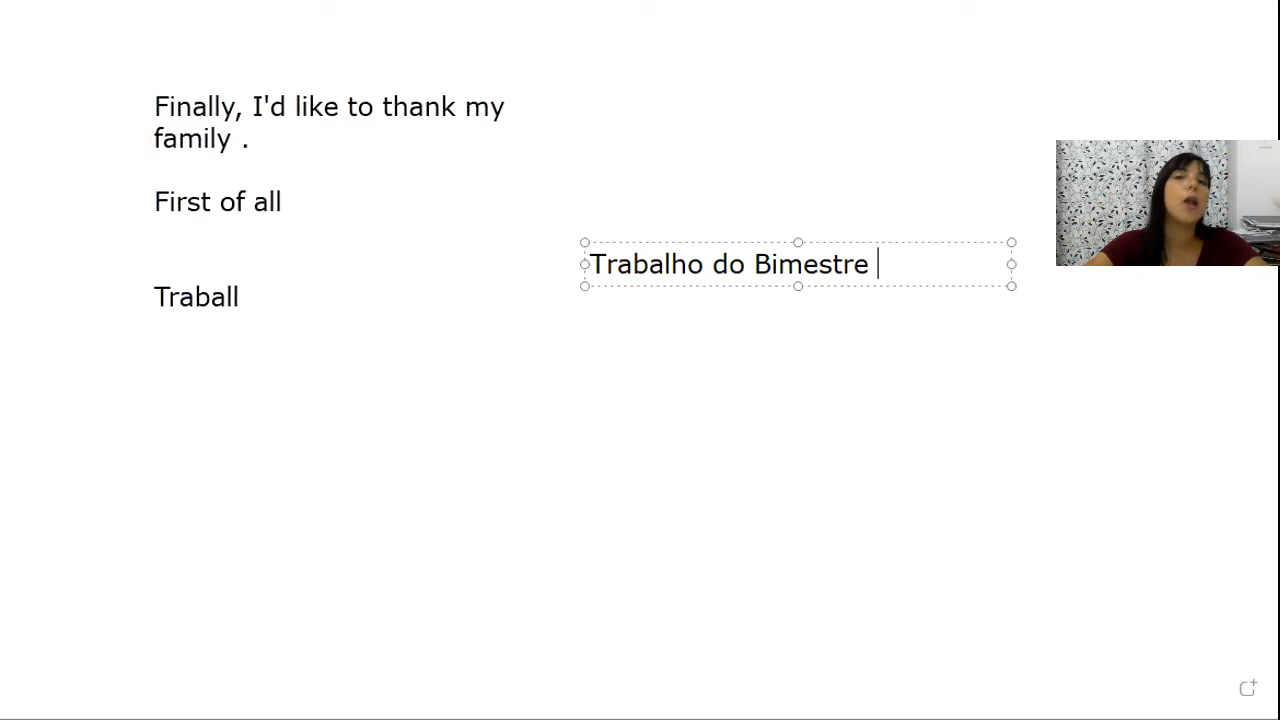 Finally, I'd like to thank my
family .
First of all
Trabalho do Bimestre
Traball